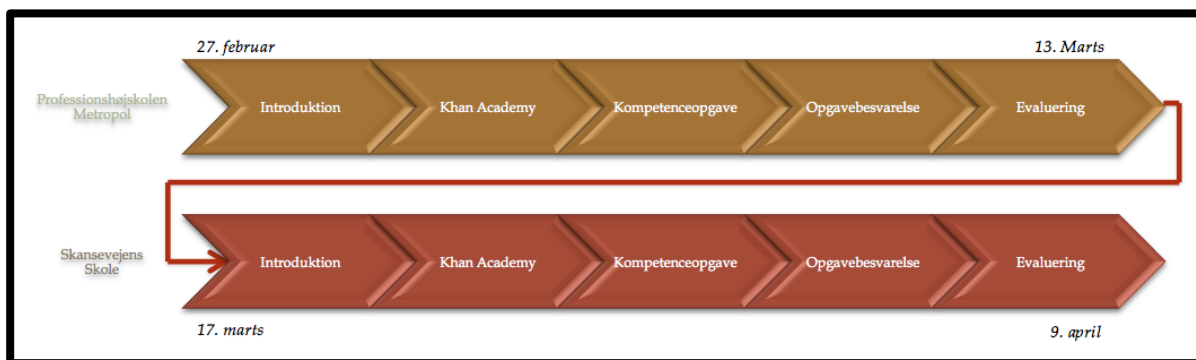 27. februar
13. Marts
Professionshøjskolen
Metropol
Introduktion
Khan Academy
Kompetenceopgave
Opgavebesvarelse
Evaluering
Skansevejens
Skole
Introduktion
Khan Academy
Kompetenceopgave
Opgavebesvarelse
Evaluering
17. marts
9. april